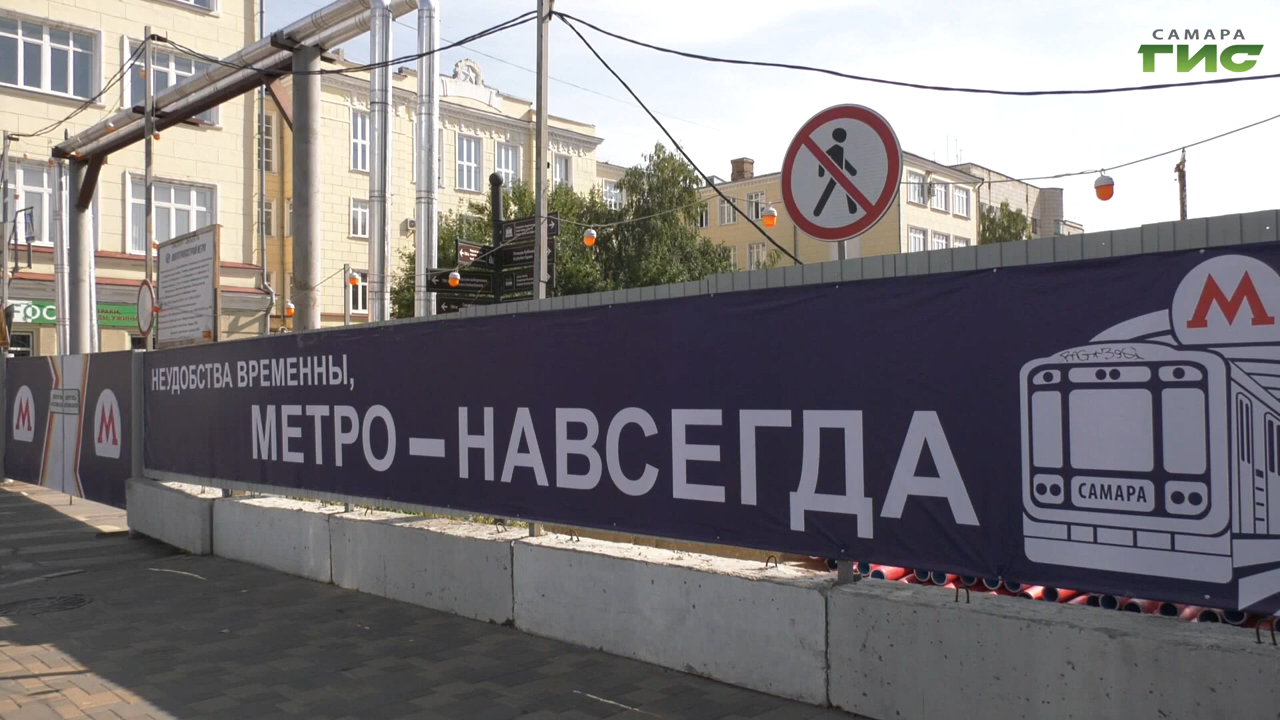 САМАРА
ГИС
НЕУДОБСТВА ВРЕМЕННЫ,
МЕТРО – НАВСЕГДА
М
САМАРА
М
М